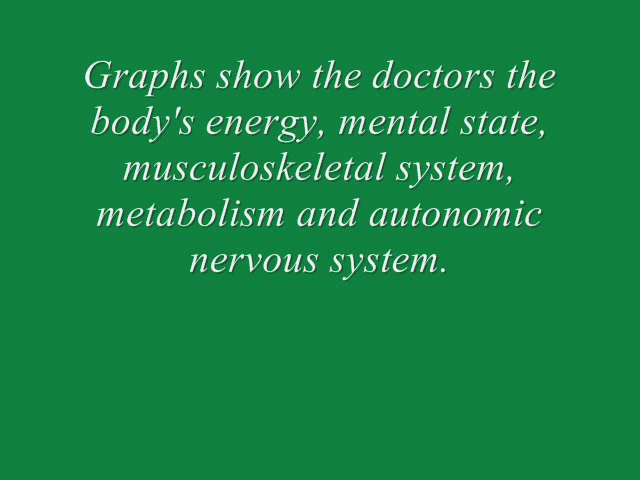 Graphs show the doctors the
body's energy, mental state,
musculoskeletal system,
metabolism and autonomic
nervous system.